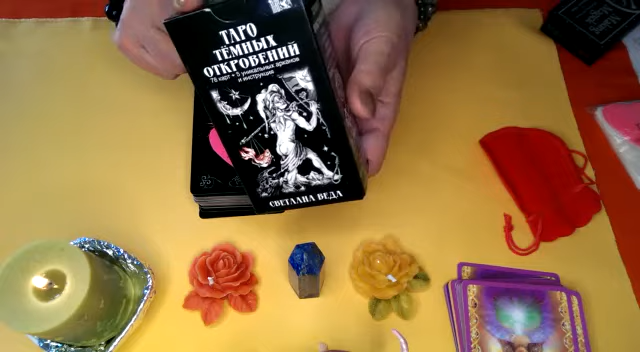 ТАРО
ТЁМНЫХ
ОТКРОВЕНИЙ
78 карт + 5 уникальных арканов
и инструкция
СВЕТЛАНА ВЕДА